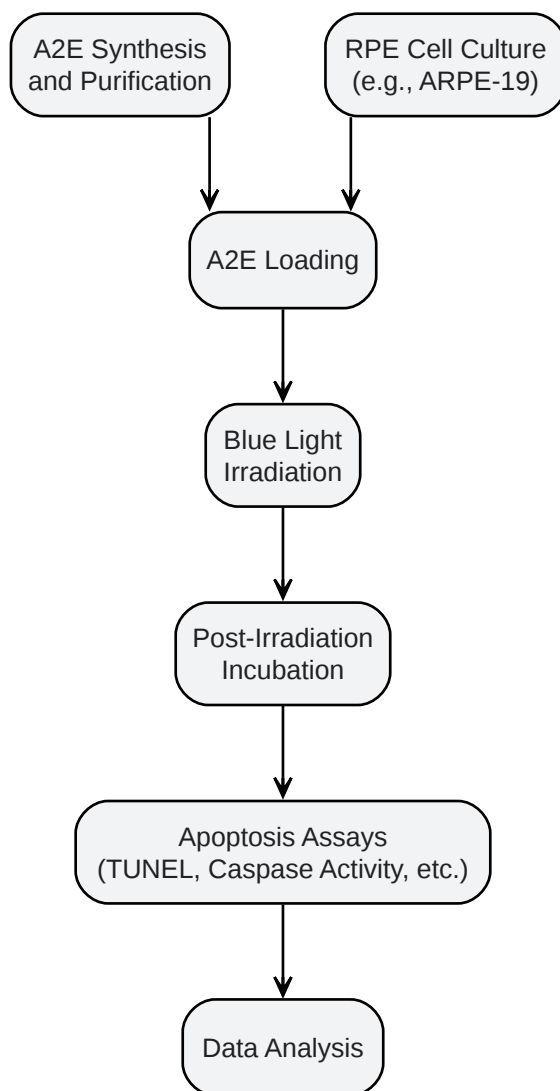 A2E Synthesis
and Purification
RPE Cell Culture
(e.g., ARPE-19)
A2E Loading
Blue Light
Irradiation
Post-Irradiation
Incubation
Apoptosis Assays
(TUNEL, Caspase Activity, etc.)
Data Analysis